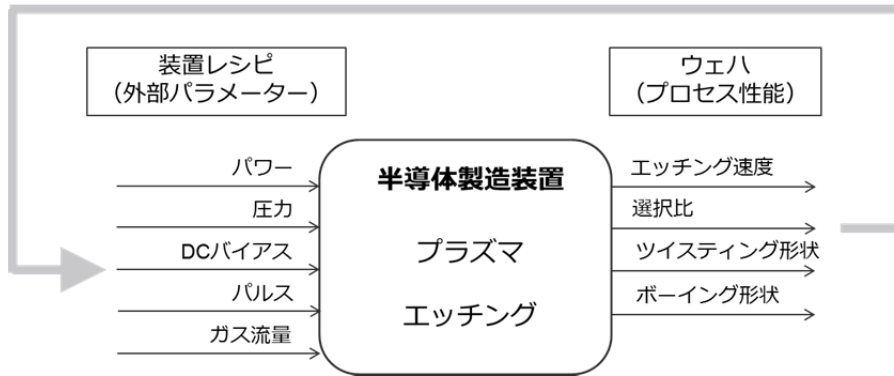 装置レシピ
（外部パラメーター）
ウェハ
（プロセス性能）
パワー
圧力
DCバイアス
パルス
ガス流量
半導体製造装置
プラズマ
エッチング
エッチング速度
選択比
ツイスティング形状
ボーイング形状